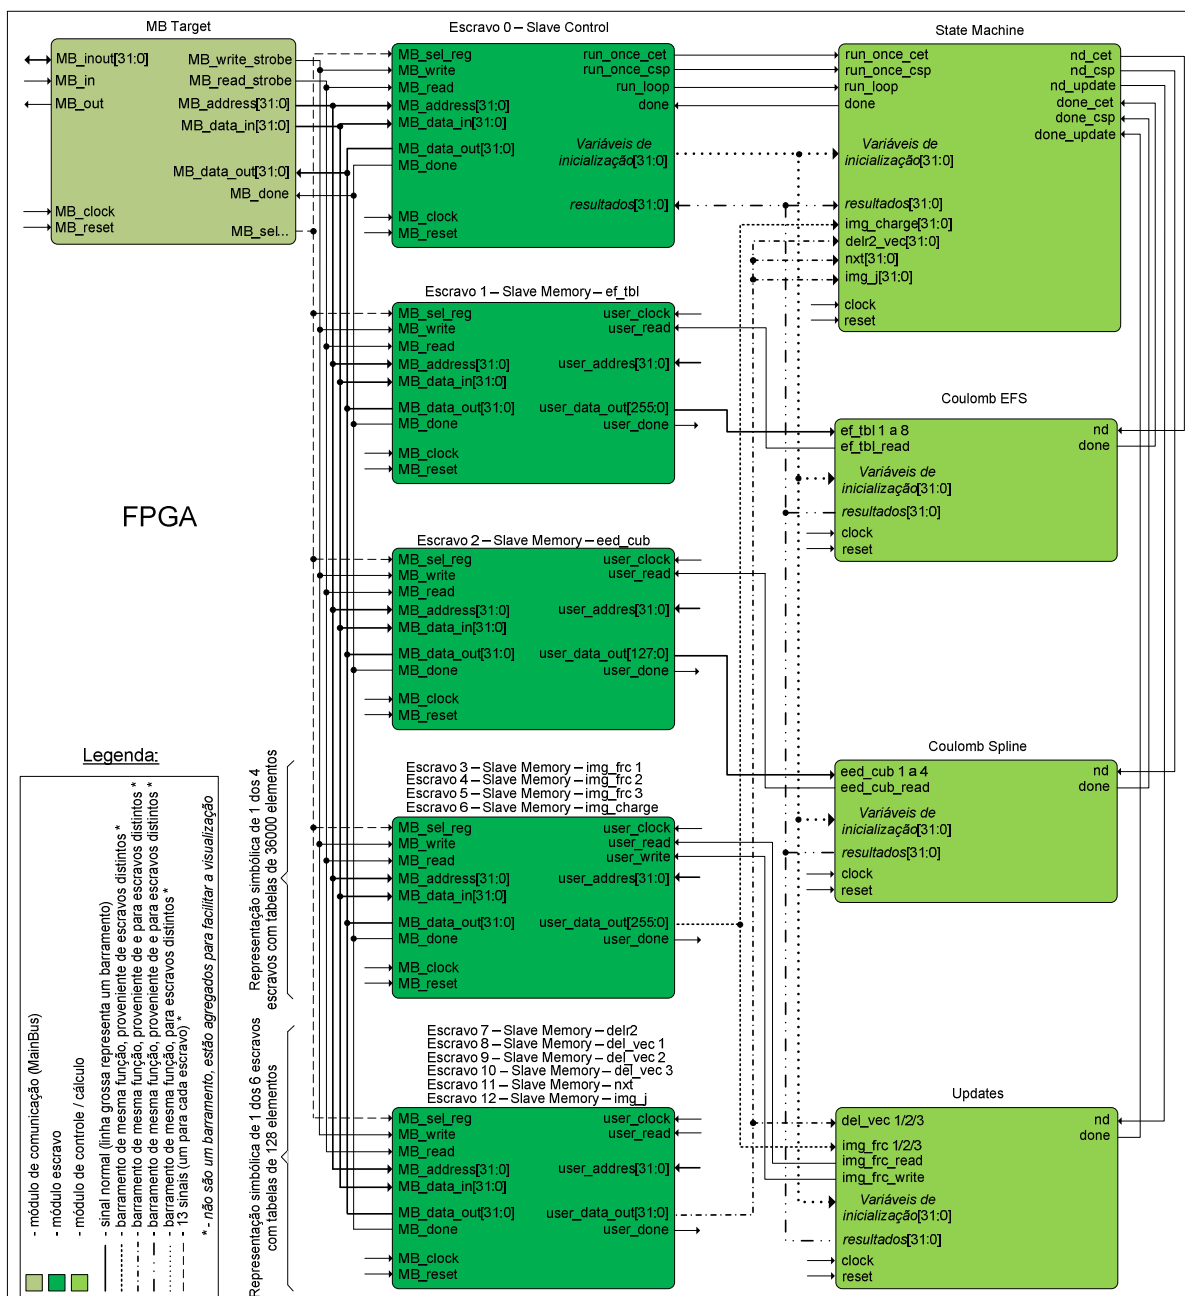 MB Target
MB_inout[31:0]
MB_in
MB_out
MB_write_strobe
MB_read_strobe
MB_address[31:0]
MB_data_in[31:0]
MB_data_out[31:0]
MB_done
MB_clock
MB_reset
MB_sel...
Escravo 0 – Slave Control
MB_sel_reg
MB_write
MB_read
MB_address[31:0]
MB_data_in[31:0]
MB_data_out[31:0]
MB_done
MB_clock
MB_reset
run_once_cet
run_once_csp
run_loop
done
Variáveis de
inicialização[31:0]
resultados[31:0]
State Machine
run_once_cet
run_once_csp
run_loop
done
Variáveis de
inicialização[31:0]
resultados[31:0]
img_charge[31:0]
delr2_vec[31:0]
nxt[31:0]
img_j[31:0]
clock
reset
nd_cet
nd_csp
nd_update
done_cet
done_csp
done_update
Escravo 1 – Slave Memory – ef_tbl
MB_sel_reg
MB_write
MB_read
MB_address[31:0]
MB_data_in[31:0]
MB_data_out[31:0]
MB_done
MB_clock
MB_reset
user_clock
user_read
user_addres[31:0]
user_data_out[255:0]
user_done
Coulomb EFS
ef_tbl 1 a 8
ef_tbl_read
Variáveis de
inicialização[31:0]
resultados[31:0]
clock
reset
nd
done
FPGA
Escravo 2 – Slave Memory – eed_cub
MB_sel_reg
MB_write
MB_read
MB_address[31:0]
MB_data_in[31:0]
MB_data_out[31:0]
MB_done
MB_clock
MB_reset
user_clock
user_read
user_addres[31:0]
user_data_out[127:0]
user_done
Coulomb Spline
eed_cub 1 a 4
eed_cub_read
Variáveis de
inicialização[31:0]
resultados[31:0]
clock
reset
nd
done
Escravo 3 – Slave Memory – img_frc 1
Escravo 4 – Slave Memory – img_frc 2
Escravo 5 – Slave Memory – img_frc 3
Escravo 6 – Slave Memory – img_charge
Representação simbólica de 1 dos 4
escravos com tabelas de 36000 elementos
MB_sel_reg
MB_write
MB_read
MB_address[31:0]
MB_data_in[31:0]
MB_data_out[31:0]
MB_done
MB_clock
MB_reset
user_clock
user_read
user_write
user_addres[31:0]
user_data_out[255:0]
user_done
Escravo 7 – Slave Memory – delr2
Escravo 8 – Slave Memory – del_vec 1
Escravo 9 – Slave Memory – del_vec 2
Escravo 10 – Slave Memory – del_vec 3
Escravo 11 – Slave Memory – nxt
Escravo 12 – Slave Memory – img_j
Representação simbólica de 1 dos 6 escravos
com tabelas de 128 elementos
MB_sel_reg
MB_write
MB_read
MB_address[31:0]
MB_data_in[31:0]
MB_data_out[31:0]
MB_done
MB_clock
MB_reset
user_clock
user_read
user_addres[31:0]
user_data_out[31:0]
user_done
Updates
del_vec 1/2/3
img_frc 1/2/3
img_frc_read
img_frc_write
Variáveis de
inicialização[31:0]
resultados[31:0]
clock
reset
nd
done
Legenda:
- módulo de comunicação (MainBus)
- módulo escravo
- módulo de controle / cálculo
- sinal normal (linha grossa representa um barramento)
- barramento de mesma função, proveniente de escravos distintos *
- barramento de mesma função, proveniente de e para escravos distintos *
- barramento de mesma função, proveniente de e para escravos distintos *
- barramento de mesma função, para escravos distintos *
- 13 sinais (um para cada escravo) *
* - não são um barramento, estão agregados para facilitar a visualização